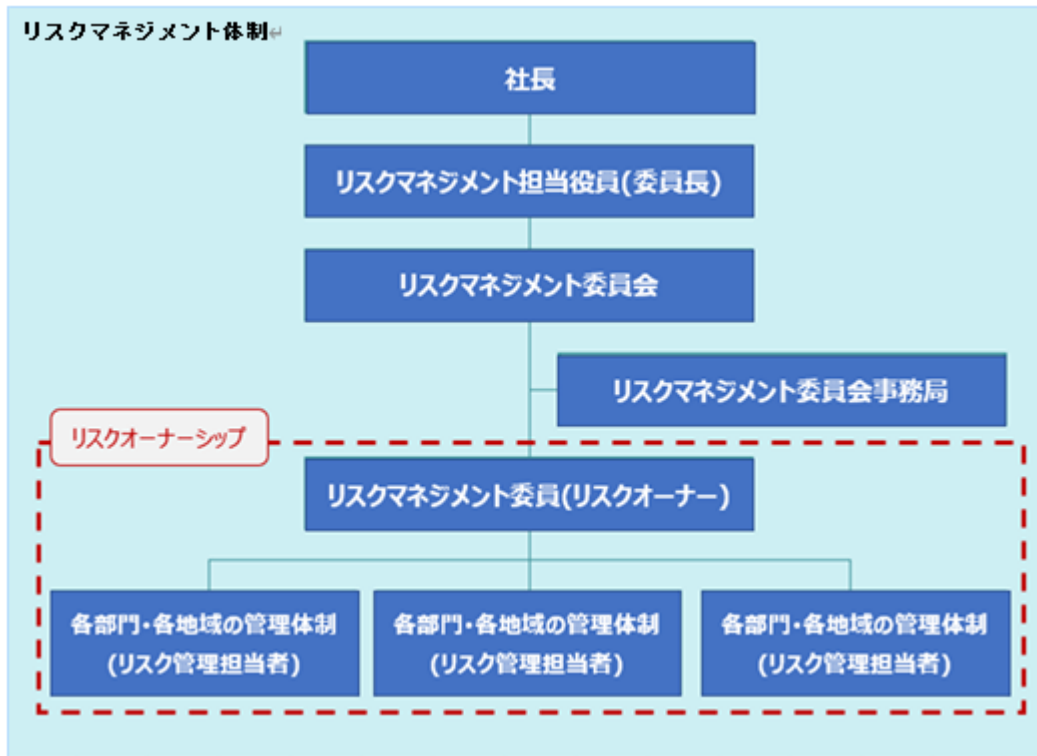 リスクマネジメント体制↵
社長
リスクマネジメント担当役員(委員長)
リスクマネジメント委員会
リスクマネジメント委員会事務局
リスクオーナーシップ
リスクマネジメント委員(リスクオーナー)
各部門・各地域の管理体制
(リスク管理担当者)
各部門・各地域の管理体制
(リスク管理担当者)
各部門・各地域の管理体制
(リスク管理担当者)